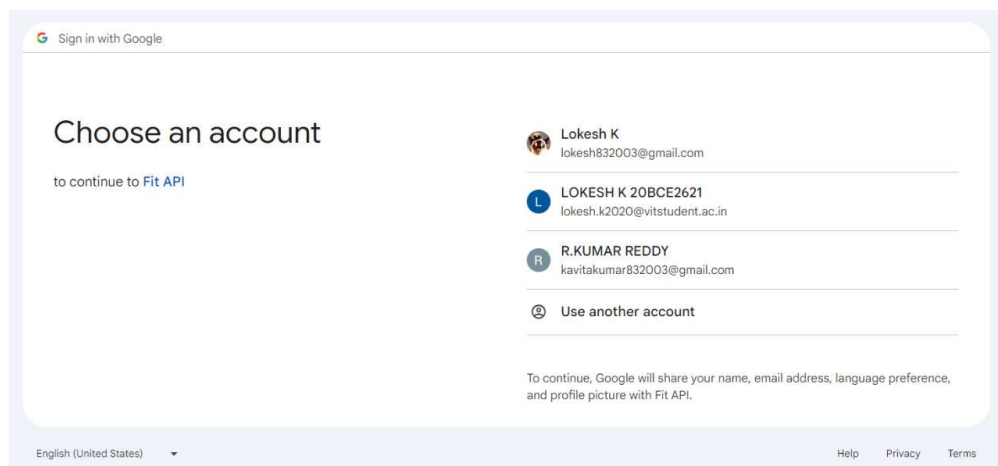 Sign in with Google
Choose an account
to continue to Fit API
Lokesh K
lokesh832003@gmail.com
L
LOKESH K 20BCE2621
lokesh.k2020@vitstudent.ac.in
R
R.KUMAR REDDY
kavitakumar832003@gmail.com
Use another account
To continue, Google will share your name, email address, language preference,
and profile picture with Fit API.
English (United States)
Help Privacy Terms